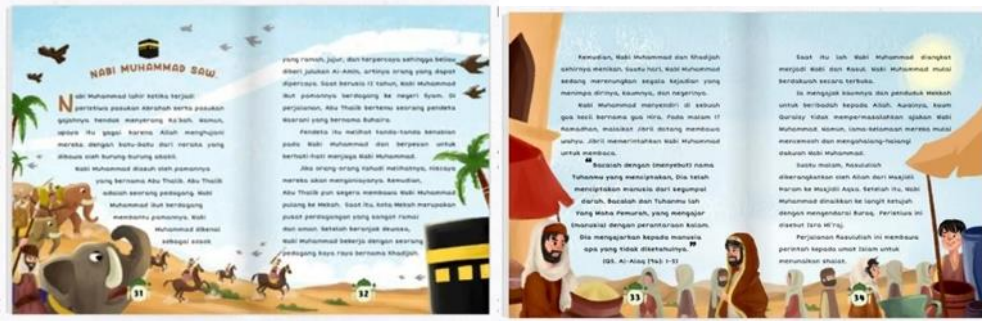 NABI MUHAMMAD SAW.
Nabi Muhammad lahir ketika terjadi
peristiwa pasukan Abrahah serta pasukan
gajahnya hendak menyerang Ka'bah. Namun,
upaya itu gagal karena Allah menghujani
mereka dengan batu-batu dari neraka yang
dibawa oleh burung-burung ababil.
Nabi Muhammad diasuh oleh pamannya
yang bernama Abu Thalib. Abu Thalib
adalah seorang pedagang. Nabi
Muhammad ikut berdagang
membantu pamannya. Nabi
Muhammad dikenal
sebagai sosok
31
yang ramah, jujur, dan terpercaya sehingga beliau
diberi julukan Al-Amin, artinya orang yang dapat
dipercaya. Saat berusia 12 tahun, Nabi Muhammad
ikut pamannya berdagang ke negeri Syam. Di
perjalanan, Abu Thalib bertemu seorang pendeta
Nasrani yang bernama Buhaira.
Pendeta itu melihat tanda-tanda kenabian
pada Nabi Muhammad dan berpesan untuk
berhati-hati menjaga Nabi Muhammad.
Jika orang-orang Yahudi melihatnya, niscaya
mereka akan menganiayanya. Kemudian,
Abu Thalib pun segera membawa Nabi Muhammad
pulang ke Mekah. Saat itu, kota Mekah merupakan
pusat perdagangan yang sangat ramai
dan aman. Setelah beranjak dewasa,
Nabi Muhammad bekerja dengan seorang
pedagang kaya raya bernama Khadijah.
32
Kemudian, Nabi Muhammad dan Khadijah
akhirnya menikah. Suatu hari, Nabi Muhammad
sedang merenungkan segala kejadian yang
menimpa dirinya, kaumnya, dan negerinya.
Nabi Muhammad menyendiri di sebuah
gua kecil bernama gua Hira. Pada malam 17
Ramadhan, malaikat Jibril datang membawa
wahyu. Jibril memerintahkan Nabi Muhammad
untuk membaca.
"Bacalah dengan (menyebut) nama
Tuhanmu yang menciptakan, Dia telah
menciptakan manusia dari segumpal
darah. Bacalah dan Tuhanmu lah
Yang Maha Pemurah, yang mengajar
(manusia) dengan perantaraan kalam.
Dia mengajarkan kepada manusia
apa yang tidak diketahuinya."
(QS. Al-Alaq [96]: 1-5)
33
Saat itu lah Nabi Muhammad diangkat
menjadi Nabi dan Rasul. Nabi Muhammad mulai
berdakwah secara terbuka.
Ia mengajak kaumnya dan penduduk Mekkah
untuk beribadah kepada Allah. Awalnya, kaum
Quraisy tidak mempermasalahkan ajakan Nabi
Muhammad. Namun, lama-kelamaan mereka mulai
mencemooh dan menghalang-halangi
dakwah Nabi Muhammad.
Suatu malam, Rasulullah
diberangkatkan oleh Allah dari Masjidil
Haram ke Masjidil Aqsa. Setelah itu, Nabi
Muhammad dinaikkan ke langit ketujuh
dengan mengendarai Buraq. Peristiwa ini
disebut Isra Mi'raj.
Perjalanan Rasulullah ini membawa
perintah kepada umat Islam untuk
menunaikan shalat.
34